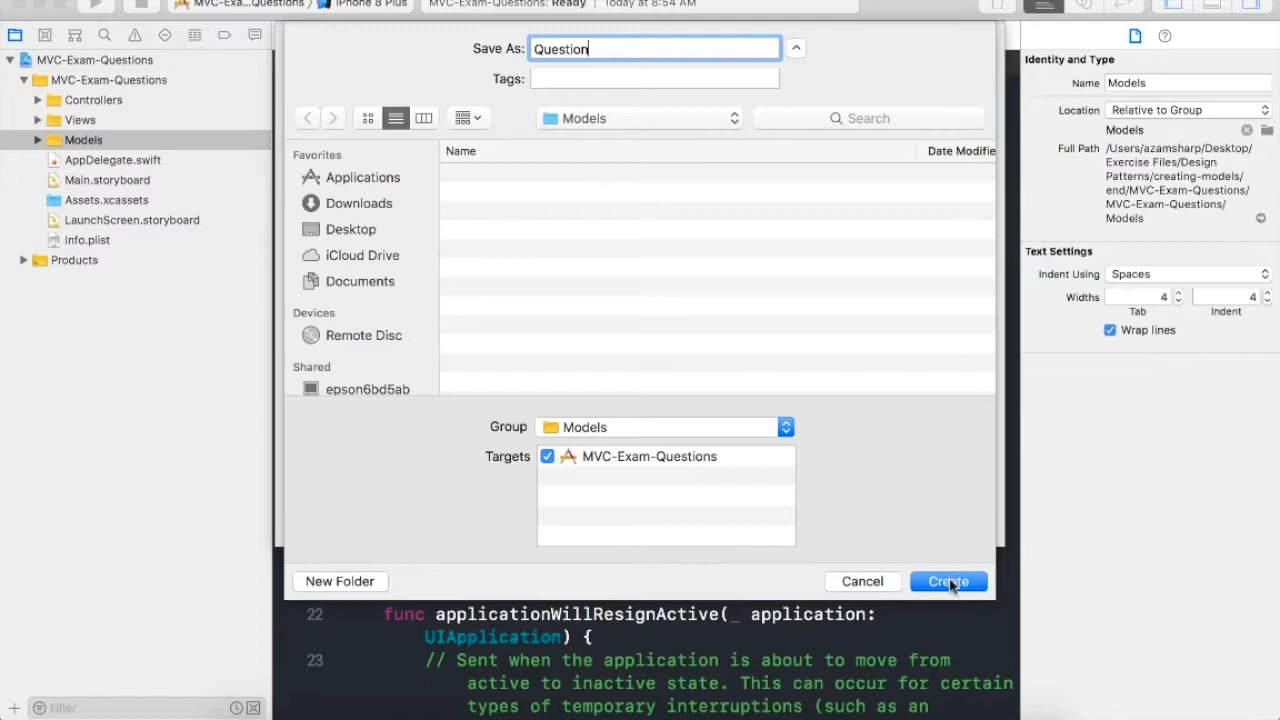 MVC-Exa...Questions iPhone 8 Plus MVC-Exam-Questions: Ready Today at 8:54 AM
MVC-Exam-Questions
MVC-Exam-Questions
Controllers
Views
Models
AppDelegate.swift
Main.storyboard
Assets.xcassets
LaunchScreen.storyboard
Info.plist
Products
Filter
Save As: Question
Tags:
Models
Search
Favorites
Applications
Downloads
Desktop
iCloud Drive
Documents
Devices
Remote Disc
Shared
epson6bd5ab
Name Date Modifie
Group Models
Targets MVC-Exam-Questions
New Folder Cancel Create
22 func applicationWillResignActive(_ application:
UIApplication) {
23 // Sent when the application is about to move from
active to inactive state. This can occur for certain
types of temporary interruptions (such as an
Identity and Type
Name Models
Location Relative to Group
Models
Full Path /Users/azamsharp/Desktop/
Exercise Files/Design
Patterns/creating-models/
end/MVC-Exam-Questions/
MVC-Exam-Questions/
Models
Text Settings
Indent Using Spaces
Widths 4 4
Tab Indent
Wrap lines